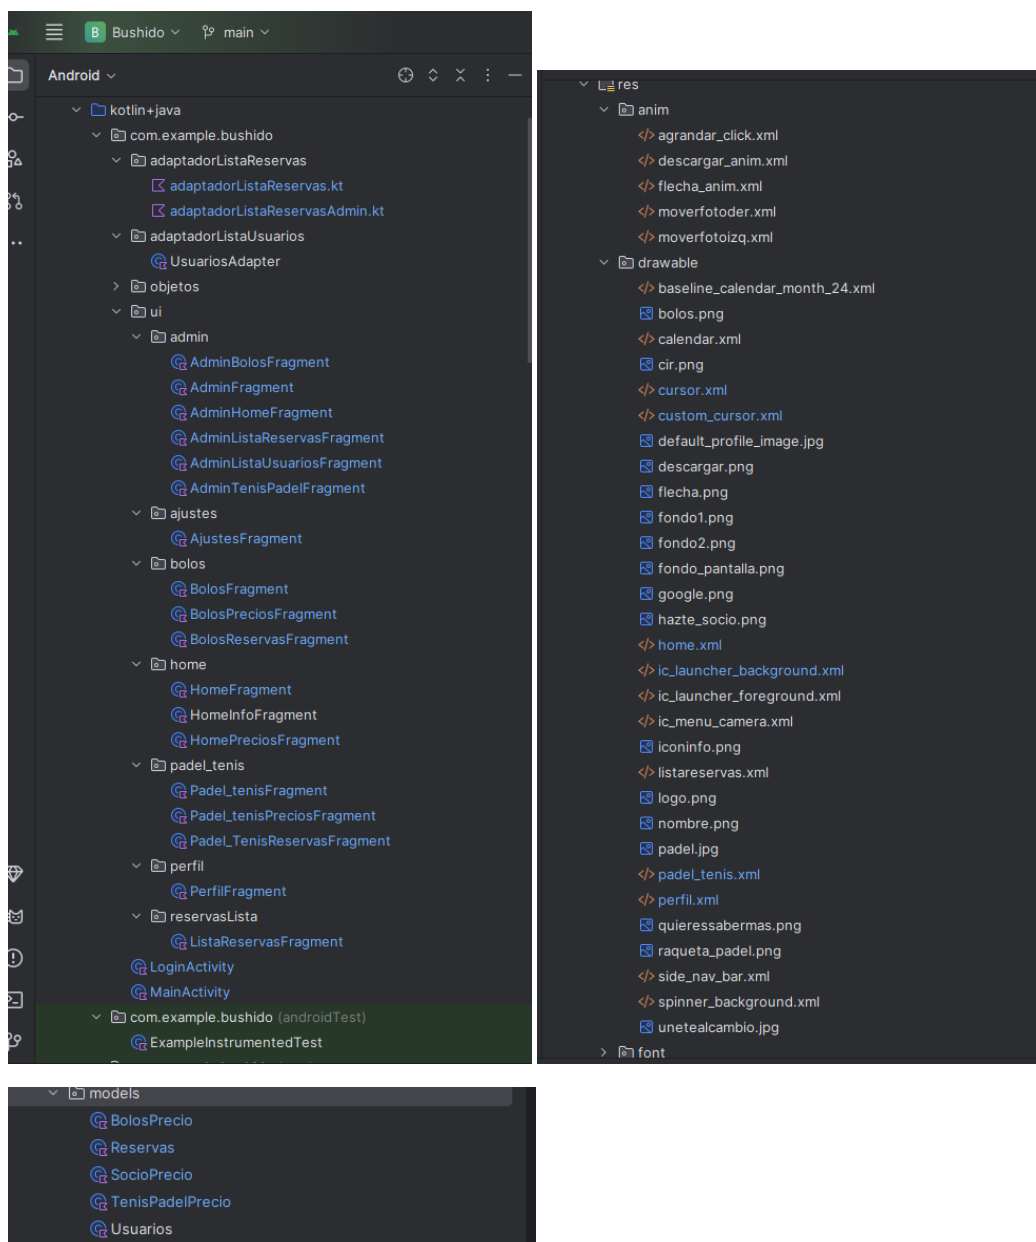 B Bushido main
Android
kotlin+java
com.example.bushido
adaptadorListaReservas
adaptadorListaReservas.kt
adaptadorListaReservasAdmin.kt
adaptadorListaUsuarios
UsuariosAdapter
objetos
ui
admin
AdminBolosFragment
AdminFragment
AdminHomeFragment
AdminListaReservasFragment
AdminListaUsuariosFragment
AdminTenisPadelFragment
ajustes
AjustesFragment
bolos
BolosFragment
BolosPreciosFragment
BolosReservasFragment
home
HomeFragment
HomeInfoFragment
HomePreciosFragment
padel_tenis
Padel_tenisFragment
Padel_tenisPreciosFragment
Padel_TenisReservasFragment
perfil
PerfilFragment
reservasLista
ListaReservasFragment
LoginActivity
MainActivity
com.example.bushido (androidTest)
ExampleInstrumentedTest
res
anim
agrandar_click.xml
descargar_anim.xml
flecha_anim.xml
moverfotoder.xml
moverfotoizq.xml
drawable
baseline_calendar_month_24.xml
bolos.png
calendar.xml
cir.png
cursor.xml
custom_cursor.xml
default_profile_image.jpg
descargar.png
flecha.png
fondo1.png
fondo2.png
fondo_pantalla.png
google.png
hazte_socio.png
home.xml
ic_launcher_background.xml
ic_launcher_foreground.xml
ic_menu_camera.xml
iconinfo.png
listareservas.xml
logo.png
nombre.png
padel.jpg
padel_tenis.xml
perfil.xml
quieressabermas.png
raqueta_padel.png
side_nav_bar.xml
spinner_background.xml
unetealcambio.jpg
font
models
BolosPrecio
Reservas
SocioPrecio
TenisPadelPrecio
Usuarios